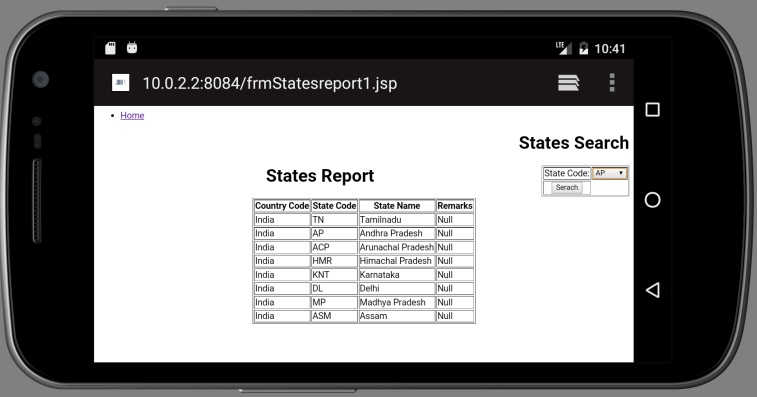 LTE 10:41
10.0.2.2:8084/frmStatesreport1.jsp
Home
States Search
State Code: AP
Serach
States Report
Country Code State Code State Name Remarks
India TN Tamilnadu Null
India AP Andhra Pradesh Null
India ACP Arunachal Pradesh Null
India HMR Himachal Pradesh Null
India KNT Karnataka Null
India DL Delhi Null
India MP Madhya Pradesh Null
India ASM Assam Null